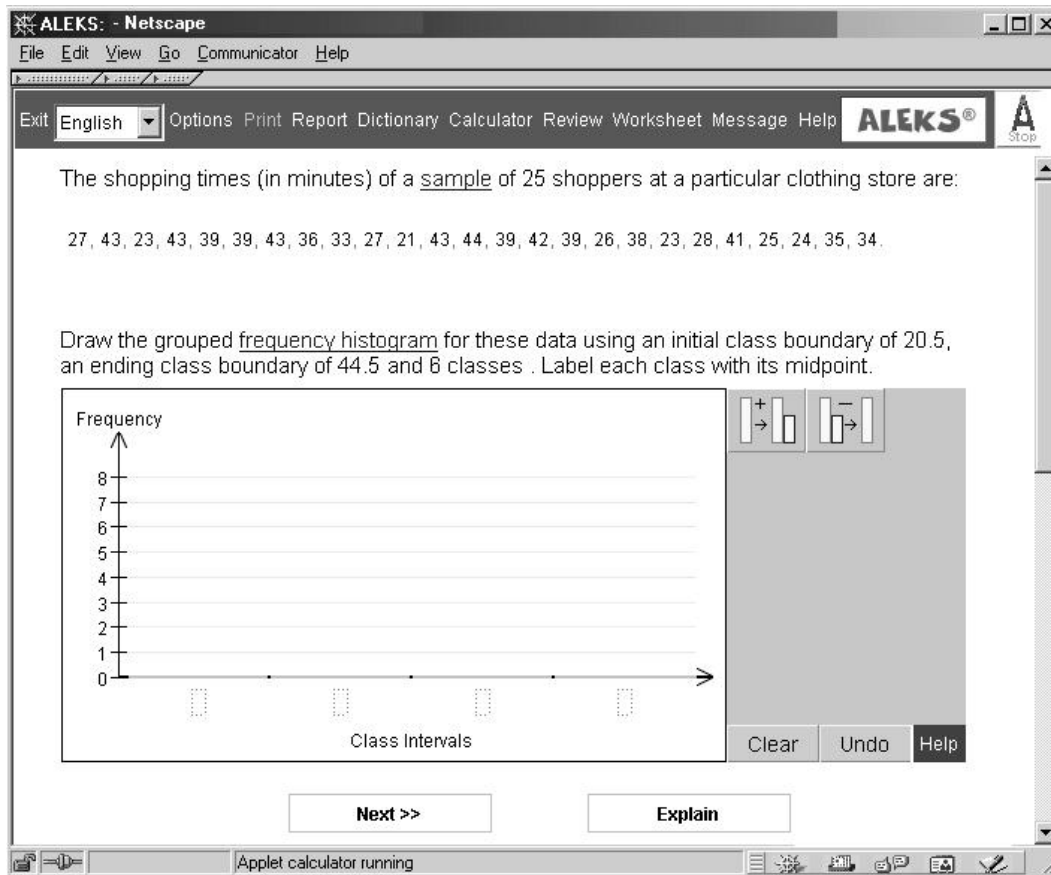 ALEKS: - Netscape
File Edit View Go Communicator Help
Exit English Options Print Report Dictionary Calculator Review Worksheet Message Help ALEKS® A
Stop
The shopping times (in minutes) of a sample of 25 shoppers at a particular clothing store are:
27, 43, 23, 43, 39, 39, 43, 36, 33, 27, 21, 43, 44, 39, 42, 39, 26, 38, 23, 28, 41, 25, 24, 35, 34.
Draw the grouped frequency histogram for these data using an initial class boundary of 20.5,
an ending class boundary of 44.5 and 6 classes . Label each class with its midpoint.
Frequency
8
7
6
5
4
3
2
1
0
Class Intervals
Clear Undo Help
Next >> Explain
Applet calculator running